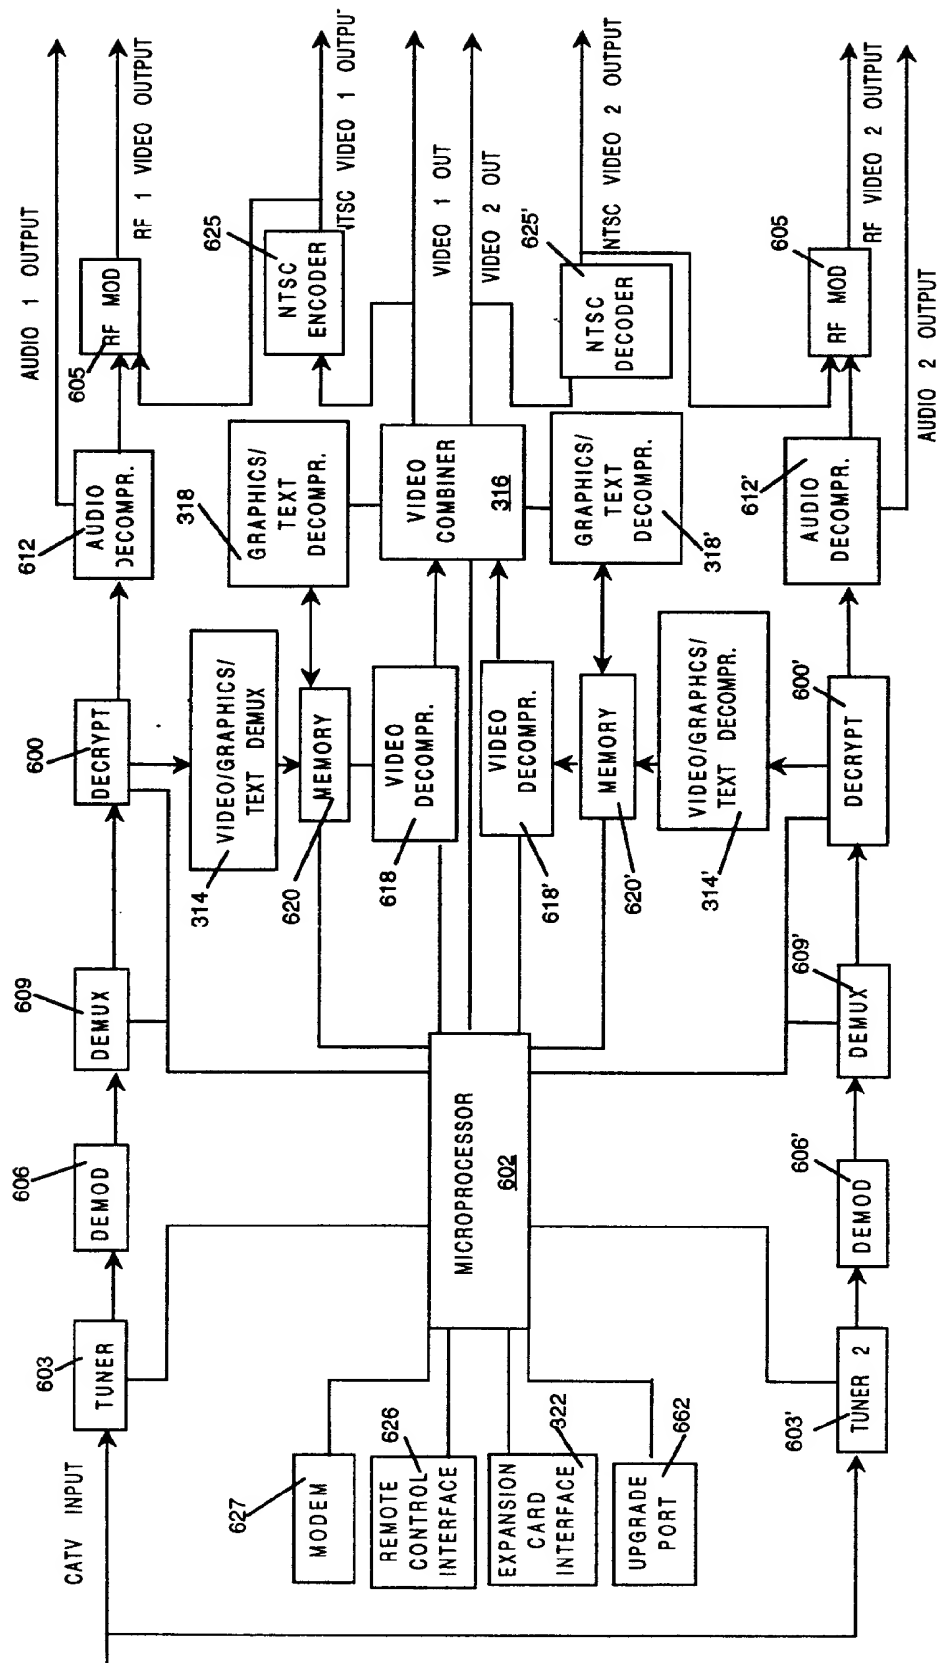 CATV INPUT
603
TUNER
606
DEMOD
609
DEMUX
600
DECRYPT
612
AUDIO
DECOMPR.
AUDIO 1 OUTPUT
605
RF MOD
RF 1 VIDEO OUTPUT
314
VIDEO/GRAPHICS/
TEXT DEMUX
318
GRAPHICS/
TEXT
DECOMPR.
625
NTSC
ENCODER
NTSC VIDEO 1 OUTPUT
620
MEMORY
618
VIDEO
DECOMPR.
627
MODEM
626
REMOTE
CONTROL
INTERFACE
322
EXPANSION
CARD
INTERFACE
662
UPGRADE
PORT
MICROPROCESSOR
602
VIDEO
COMBINER
316
VIDEO 1 OUT
VIDEO 2 OUT
618'
VIDEO
DECOMPR.
620'
MEMORY
318'
GRAPHICS/
TEXT
DECOMPR.
625'
NTSC
DECODER
NTSC VIDEO 2 OUTPUT
314'
VIDEO/GRAPHCS/
TEXT DECOMPR.
603'
TUNER 2
606'
DEMOD
609'
DEMUX
600'
DECRYPT
612'
AUDIO
DECOMPR.
605
RF MOD
RF VIDEO 2 OUTPUT
AUDIO 2 OUTPUT